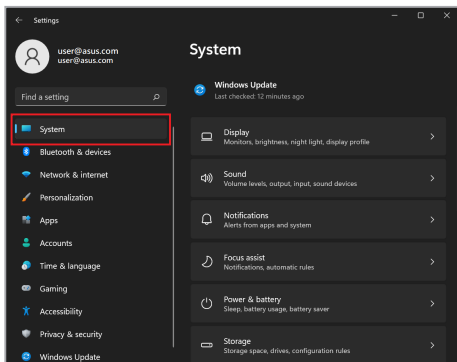 Settings
user@asus.com
user@asus.com
Find a setting
System
Bluetooth & devices
Network & internet
Personalization
Apps
Accounts
Time & language
Gaming
Accessibility
Privacy & security
Windows Update
System
Windows Update
Last checked: 12 minutes ago
Display
Monitors, brightness, night light, display profile
Sound
Volume levels, output, input, sound devices
Notifications
Alerts from apps and system
Focus assist
Notifications, automatic rules
Power & battery
Sleep, battery usage, battery saver
Storage
Storage space, drives, configuration rules